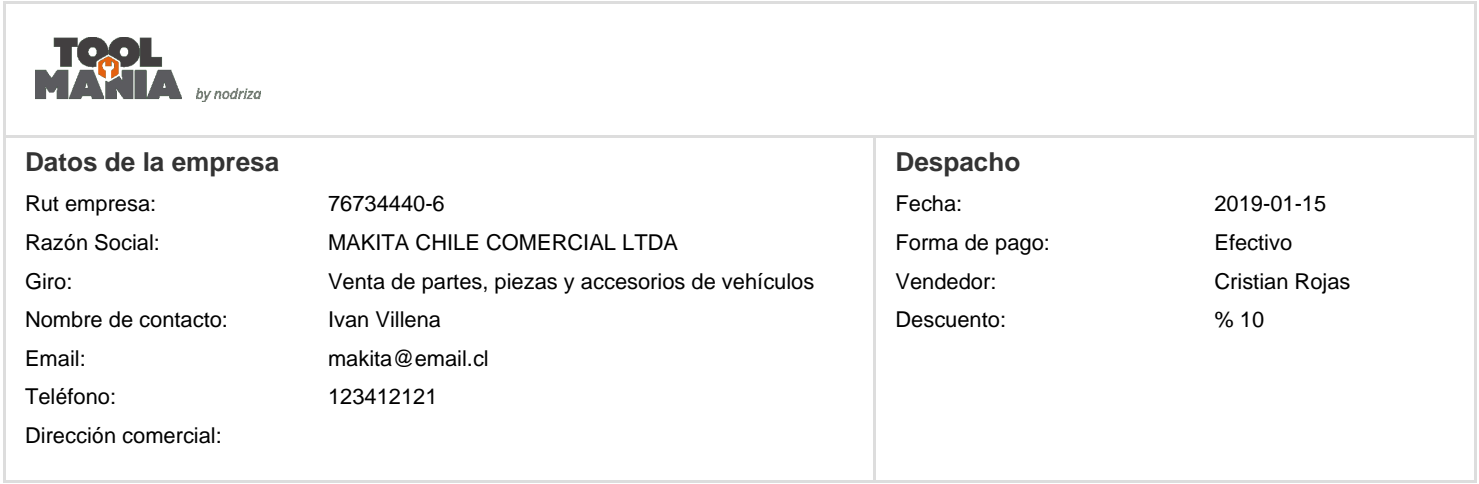 TOOL
MANIA by nodriza
Datos de la empresa
Rut empresa: 76734440-6
Razón Social: MAKITA CHILE COMERCIAL LTDA
Giro: Venta de partes, piezas y accesorios de vehículos
Nombre de contacto: Ivan Villena
Email: makita@email.cl
Teléfono: 123412121
Dirección comercial:
Despacho
Fecha: 2019-01-15
Forma de pago: Efectivo
Vendedor: Cristian Rojas
Descuento: % 10